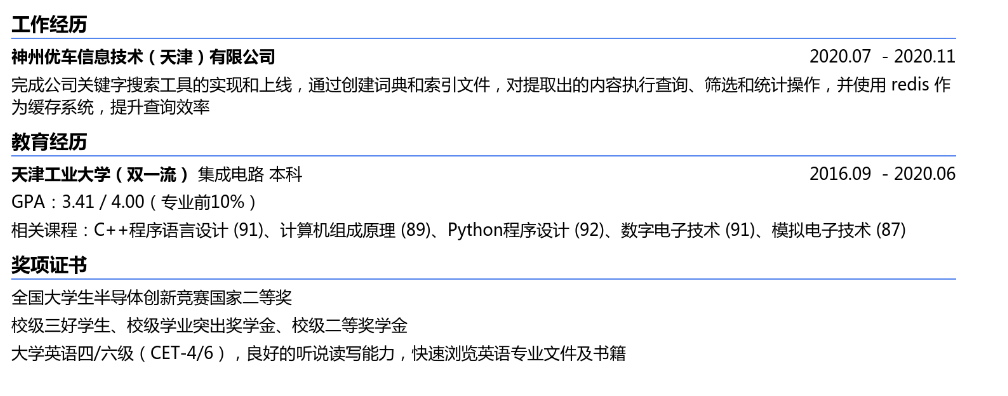 工作经历
神州优车信息技术（天津）有限公司 2020.07 - 2020.11
完成公司关键字搜索工具的实现和上线，通过创建词典和索引文件，对提取出的内容执行查询、筛选和统计操作，并使用 redis 作
为缓存系统，提升查询效率
教育经历
天津工业大学（双一流） 集成电路 本科 2016.09 - 2020.06
GPA：3.41 / 4.00（专业前10%）
相关课程：C++程序语言设计 (91)、计算机组成原理 (89)、Python程序设计 (92)、数字电子技术 (91)、模拟电子技术 (87)
奖项证书
全国大学生半导体创新竞赛国家二等奖
校级三好学生、校级学业突出奖学金、校级二等奖学金
大学英语四/六级（CET-4/6），良好的听说读写能力，快速浏览英语专业文件及书籍